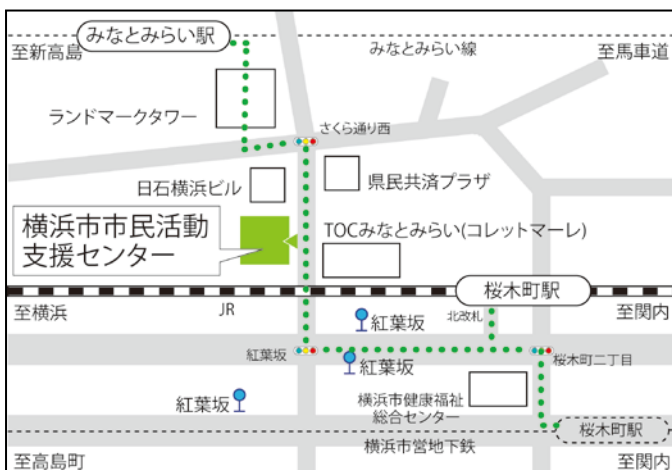 みなとみらい駅
至新高島
みなとみらい線
至馬車道
ランドマークタワー
さくら通り西
日石横浜ビル
県民共済プラザ
横浜市市民活動
支援センター
TOCみなとみらい(コレットマーレ)
桜木町駅
至横浜
JR
北改札
至関内
紅葉坂
紅葉坂
紅葉坂
桜木町二丁目
紅葉坂
横浜市健康福祉
総合センター
桜木町駅
横浜市営地下鉄
至高島町
至関内